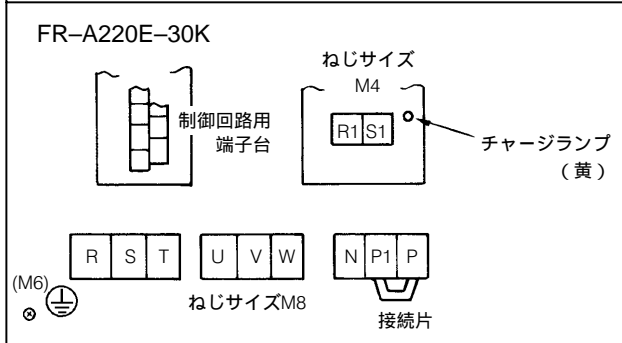 FR–A220E–30K
ねじサイズ
M4
制御回路用
端子台
R1 S1
チャージランプ
（黄）
R S T U V W N P1 P
(M6)
ねじサイズM8
接続片